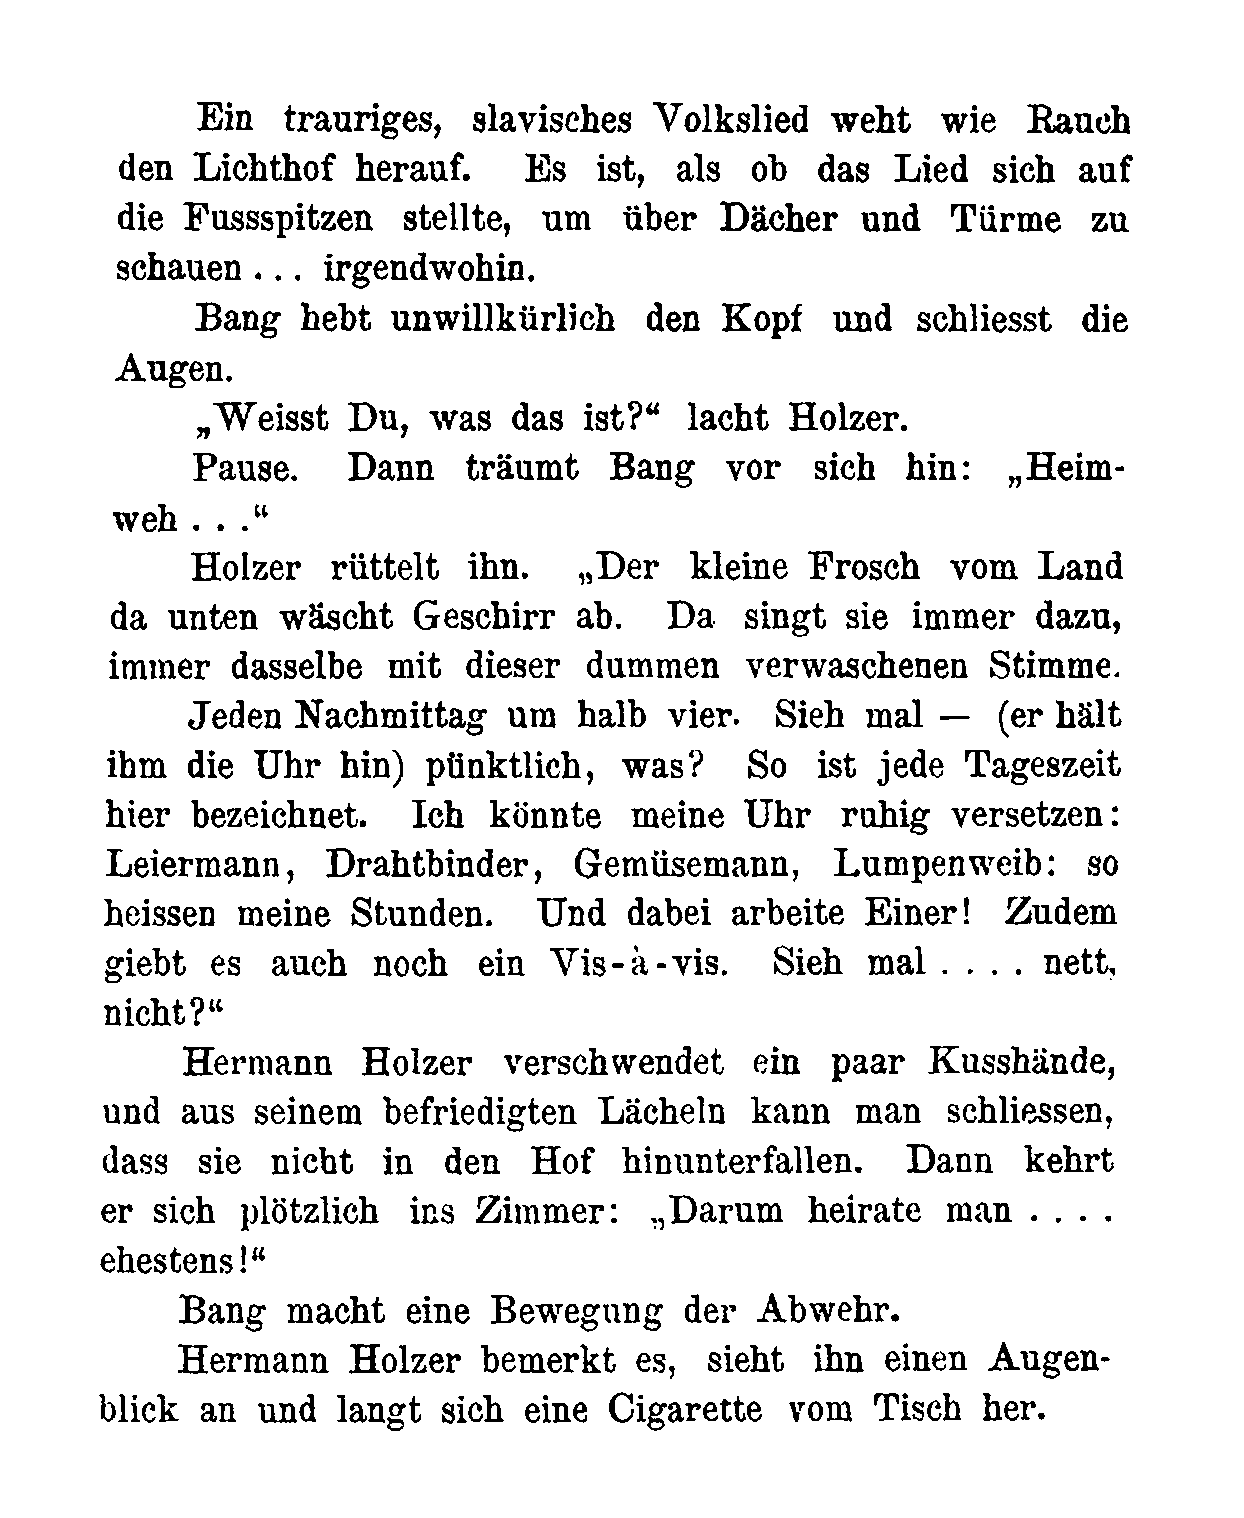 Ein trauriges, slavisches Volkslied weht wie Rauch
den Lichthof herauf. Es ist, als ob das Lied sich auf
die Fussspitzen stellte, um über Dächer und Türme zu
schauen . . . irgendwohin.
Bang hebt unwillkürlich den Kopf und schliesst die
Augen.
„Weisst Du, was das ist?“ lacht Holzer.
Pause. Dann träumt Bang vor sich hin: „Heim-
weh . . .“
Holzer rüttelt ihn. „Der kleine Frosch vom Land
da unten wäscht Geschirr ab. Da singt sie immer dazu,
immer dasselbe mit dieser dummen verwaschenen Stimme.
Jeden Nachmittag um halb vier. Sieh mal — (er hält
ihm die Uhr hin) pünktlich, was? So ist jede Tageszeit
hier bezeichnet. Ich könnte meine Uhr ruhig versetzen:
Leiermann, Drahtbinder, Gemüsemann, Lumpenweib: so
heissen meine Stunden. Und dabei arbeite Einer! Zudem
giebt es auch noch ein Vis-à-vis. Sieh mal . . . . nett,
nicht?“
Hermann Holzer verschwendet ein paar Kusshände,
und aus seinem befriedigten Lächeln kann man schliessen,
dass sie nicht in den Hof hinunterfallen. Dann kehrt
er sich plötzlich ins Zimmer: „Darum heirate man . . . .
ehestens!“
Bang macht eine Bewegung der Abwehr.
Hermann Holzer bemerkt es, sieht ihn einen Augen-
blick an und langt sich eine Cigarette vom Tisch her.